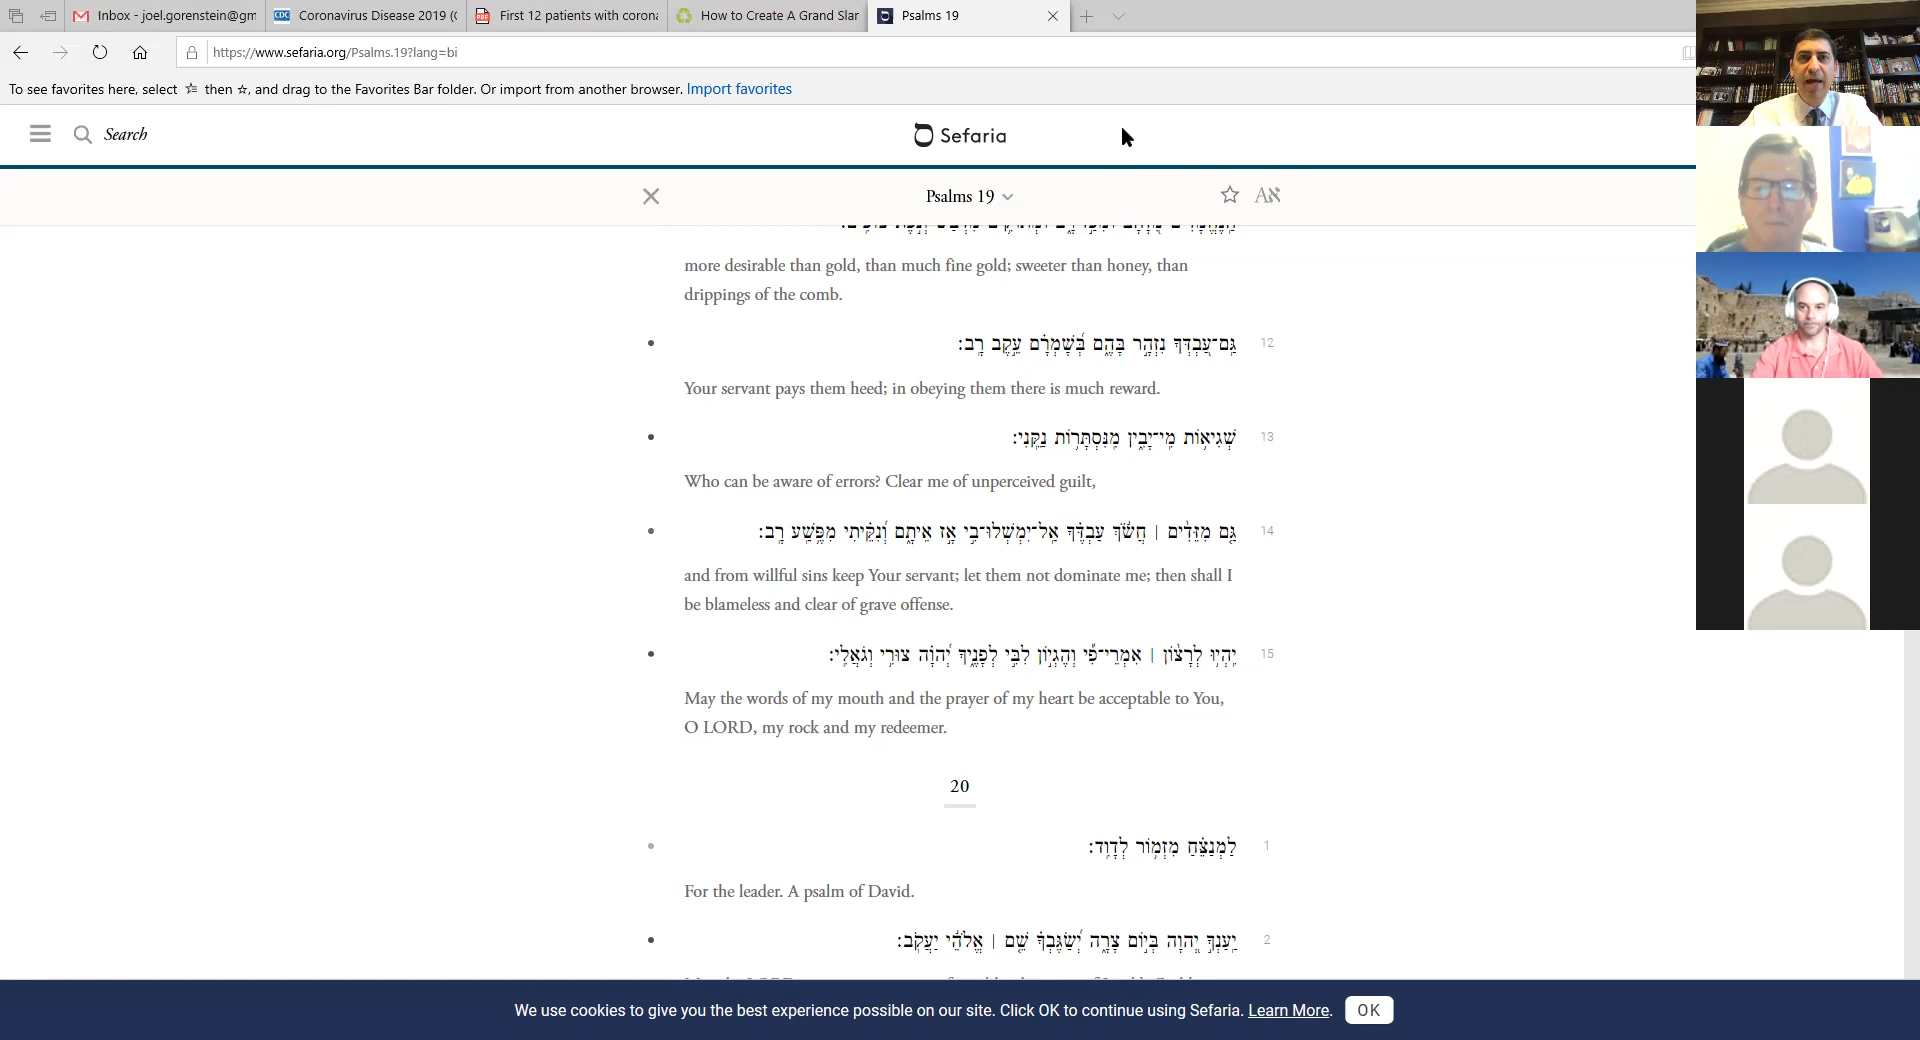 Inbox - joel.gorenstein@gm
Coronavirus Disease 2019 (C
First 12 patients with corona
How to Create A Grand Slar
Psalms 19
https://www.sefaria.org/Psalms.19?lang=bi
To see favorites here, select then ☆, and drag to the Favorites Bar folder. Or import from another browser. Import favorites
Search
Sefaria
Psalms 19
Aא
more desirable than gold, than much fine gold; sweeter than honey, than
drippings of the comb.
12 גַּֽם־עַ֭בְדְּךָ נִזְהָ֣ר בָּהֶ֑ם בְּ֝שָׁמְרָ֗ם עֵ֣קֶב רָֽב׃
Your servant pays them heed; in obeying them there is much reward.
13 שְׁגִיא֥וֹת מִֽי־יָבִ֑ין מִֽנִּסְתָּר֥וֹת נַקֵּֽנִי׃
Who can be aware of errors? Clear me of unperceived guilt,
14 גַּ֤ם מִזֵּדִ֨ים ׀ חֲשֹׂ֬ךְ עַבְדֶּ֗ךָ אַֽל־יִמְשְׁלוּ־בִ֣י אָ֣ז אֵיתָ֑ם וְ֝נִקֵּ֗יתִי מִפֶּ֥שַֽׁע רָֽב׃
and from willful sins keep Your servant; let them not dominate me; then shall I
be blameless and clear of grave offense.
15 יִֽהְי֥וּ לְרָצ֨וֹן ׀ אִמְרֵי־פִ֡י וְהֶגְי֣וֹן לִבִּ֣י לְפָנֶ֑יךָ יְ֝הוָ֗ה צוּרִ֥י וְגֹאֲלִֽי׃
May the words of my mouth and the prayer of my heart be acceptable to You,
O LORD, my rock and my redeemer.
20
1 לַמְנַצֵּ֗חַ מִזְמ֥וֹר לְדָוִֽד׃
For the leader. A psalm of David.
2 יַֽעַנְךָ֣ יְ֭הוָה בְּי֣וֹם צָרָ֑ה יְ֝שַׂגֶּבְךָ֗ שֵׁ֤ם ׀ אֱלֹהֵ֬י יַעֲקֹֽב׃
We use cookies to give you the best experience possible on our site. Click OK to continue using Sefaria. Learn More.
OK